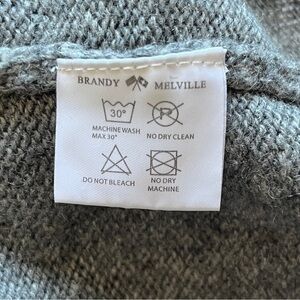 BRANDY MELVILLE
30°
P
MACHINE WASH
MAX 30°
NO DRY CLEAN
DO NOT BLEACH
NO DRY
MACHINE